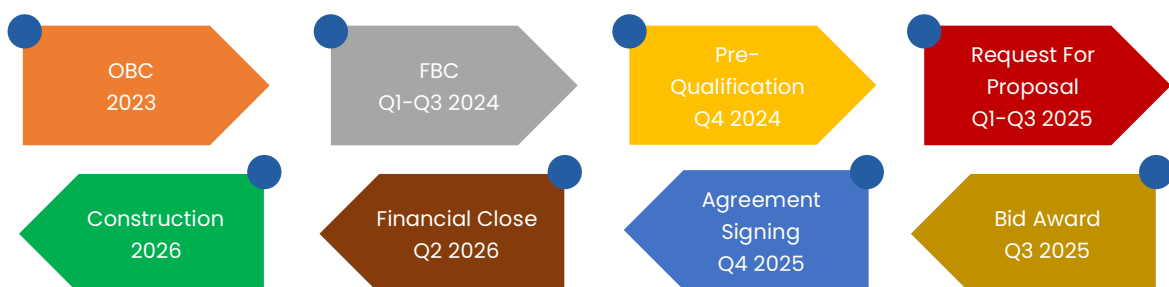 OBC
2023
FBC
Q1-Q3 2024
Pre-
Qualification
Q4 2024
Request For
Proposal
Q1-Q3 2025
Construction
2026
Financial Close
Q2 2026
Agreement
Signing
Q4 2025
Bid Award
Q3 2025